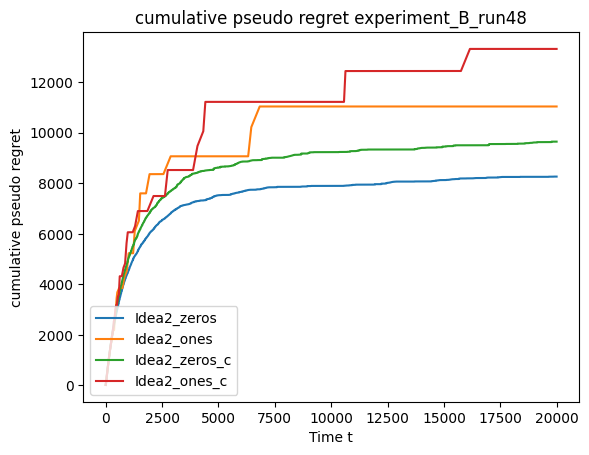 cumulative pseudo regret experiment_B_run48
cumulative pseudo regret
12000
10000
8000
6000
4000
2000
0
Idea2_zeros
Idea2_ones
Idea2_zeros_c
Idea2_ones_c
0 2500 5000 7500 10000 12500 15000 17500 20000
Time t